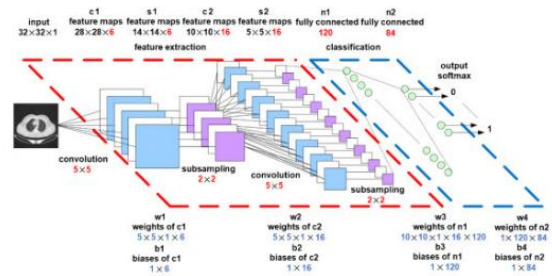 input
32×32×1
c1
feature maps
28×28×6
s1
feature maps
14×14×6
c2
feature maps
10×10×16
s2
feature maps
5×5×16
n1
fully connected
120
n2
fully connected
84
feature extraction
classification
output
softmax
0
1
convolution
5×5
subsampling
2×2
convolution
5×5
subsampling
2×2
w1
weights of c1
5×5×1×6
b1
biases of c1
1×6
w2
weights of c2
5×5×1×16
b2
biases of c2
1×16
w3
weights of n1
10×10×1×16×120
b3
biases of n1
1×120
w4
weights of n2
1×120×84
b4
biases of n2
1×84